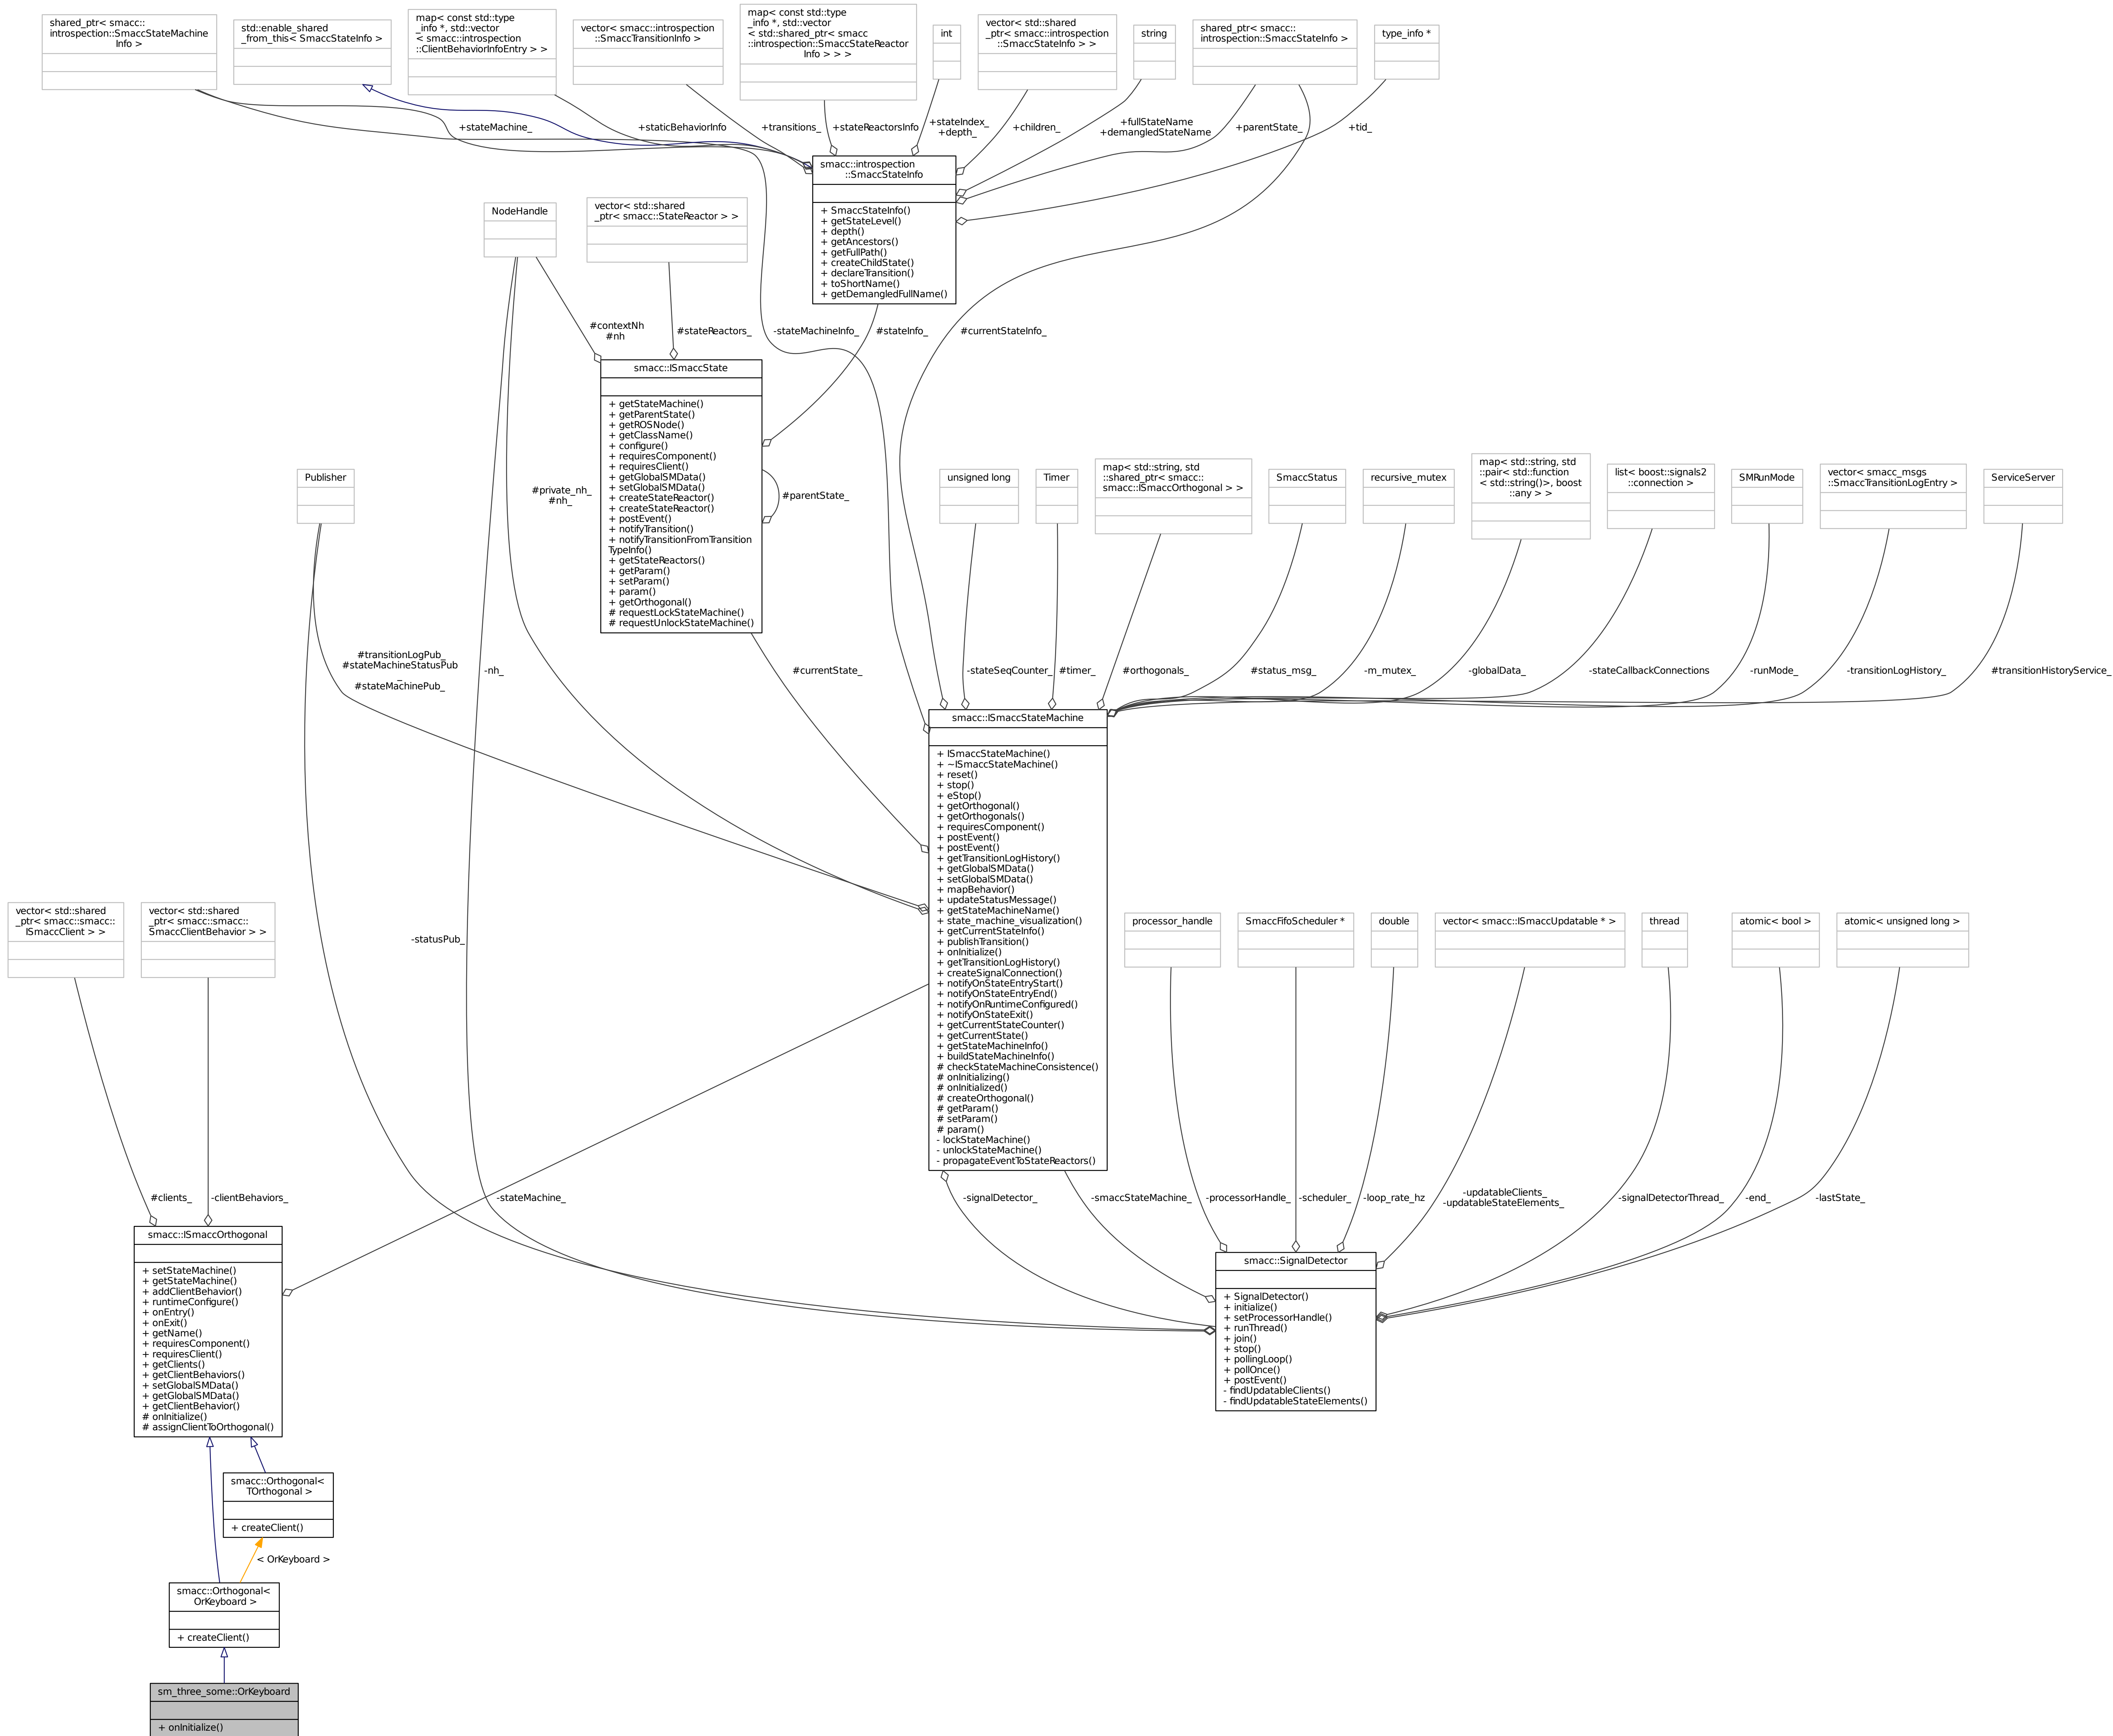 shared_ptr< smacc::
introspection::SmaccStateMachine
Info >
std::enable_shared
_from_this< SmaccStateInfo >
map< const std::type
_info *, std::vector
< smacc::introspection
::ClientBehaviorInfoEntry > >
vector< smacc::introspection
::SmaccTransitionInfo >
map< const std::type
_info *, std::vector
< std::shared_ptr< smacc
::introspection::SmaccStateReactor
Info > > >
int
vector< std::shared
_ptr< smacc::introspection
::SmaccStateInfo > >
string
shared_ptr< smacc::
introspection::SmaccStateInfo >
type_info *
+stateMachine_
+staticBehaviorInfo
+transitions_
+stateReactorsInfo
+stateIndex_
+depth_
+children_
+fullStateName
+demangledStateName
+parentState_
+tid_
smacc::introspection
::SmaccStateInfo
+ SmaccStateInfo()
+ getStateLevel()
+ depth()
+ getAncestors()
+ getFullPath()
+ createChildState()
+ declareTransition()
+ toShortName()
+ getDemangledFullName()
NodeHandle
vector< std::shared
_ptr< smacc::StateReactor > >
#contextNh
#nh
#stateReactors_
-stateMachineInfo_
#stateInfo_
#currentStateInfo_
smacc::ISmaccState
+ getStateMachine()
+ getParentState()
+ getROSNode()
+ getClassName()
+ configure()
+ requiresComponent()
+ requiresClient()
+ getGlobalSMData()
+ setGlobalSMData()
+ createStateReactor()
+ createStateReactor()
+ postEvent()
+ notifyTransition()
+ notifyTransitionFromTransition
TypeInfo()
+ getStateReactors()
+ getParam()
+ setParam()
+ param()
+ getOrthogonal()
# requestLockStateMachine()
# requestUnlockStateMachine()
#parentState_
#private_nh_
#nh_
Publisher
unsigned long
Timer
map< std::string, std
::shared_ptr< smacc::
smacc::ISmaccOrthogonal > >
SmaccStatus
recursive_mutex
map< std::string, std
::pair< std::function
< std::string()>, boost
::any > >
list< boost::signals2
::connection >
SMRunMode
vector< smacc_msgs
::SmaccTransitionLogEntry >
ServiceServer
#transitionLogPub_
#stateMachineStatusPub
_
#stateMachinePub_
-nh_
#currentState_
-stateSeqCounter_
#timer_
#orthogonals_
#status_msg_
-m_mutex_
-globalData_
-stateCallbackConnections
-runMode_
-transitionLogHistory_
#transitionHistoryService_
smacc::ISmaccStateMachine
+ ISmaccStateMachine()
+ ~ISmaccStateMachine()
+ reset()
+ stop()
+ eStop()
+ getOrthogonal()
+ getOrthogonals()
+ requiresComponent()
+ postEvent()
+ postEvent()
+ getTransitionLogHistory()
+ getGlobalSMData()
+ setGlobalSMData()
+ mapBehavior()
+ updateStatusMessage()
+ getStateMachineName()
+ state_machine_visualization()
+ getCurrentStateInfo()
+ publishTransition()
+ onInitialize()
+ getTransitionLogHistory()
+ createSignalConnection()
+ notifyOnStateEntryStart()
+ notifyOnStateEntryEnd()
+ notifyOnRuntimeConfigured()
+ notifyOnStateExit()
+ getCurrentStateCounter()
+ getCurrentState()
+ getStateMachineInfo()
+ buildStateMachineInfo()
# checkStateMachineConsistence()
# onInitializing()
# onInitialized()
# createOrthogonal()
# getParam()
# setParam()
# param()
- lockStateMachine()
- unlockStateMachine()
- propagateEventToStateReactors()
vector< std::shared
_ptr< smacc::smacc::
ISmaccClient > >
vector< std::shared
_ptr< smacc::smacc::
SmaccClientBehavior > >
-statusPub_
processor_handle
SmaccFifoScheduler *
double
vector< smacc::ISmaccUpdatable * >
thread
atomic< bool >
atomic< unsigned long >
#clients_
-clientBehaviors_
-stateMachine_
-signalDetector_
-smaccStateMachine_
-processorHandle_
-scheduler_
-loop_rate_hz
-updatableClients_
-updatableStateElements_
-signalDetectorThread_
-end_
-lastState_
smacc::ISmaccOrthogonal
+ setStateMachine()
+ getStateMachine()
+ addClientBehavior()
+ runtimeConfigure()
+ onEntry()
+ onExit()
+ getName()
+ requiresComponent()
+ requiresClient()
+ getClients()
+ getClientBehaviors()
+ setGlobalSMData()
+ getGlobalSMData()
+ getClientBehavior()
# onInitialize()
# assignClientToOrthogonal()
smacc::SignalDetector
+ SignalDetector()
+ initialize()
+ setProcessorHandle()
+ runThread()
+ join()
+ stop()
+ pollingLoop()
+ pollOnce()
+ postEvent()
- findUpdatableClients()
- findUpdatableStateElements()
smacc::Orthogonal<
TOrthogonal >
+ createClient()
< OrKeyboard >
smacc::Orthogonal<
OrKeyboard >
+ createClient()
sm_three_some::OrKeyboard
+ onInitialize()